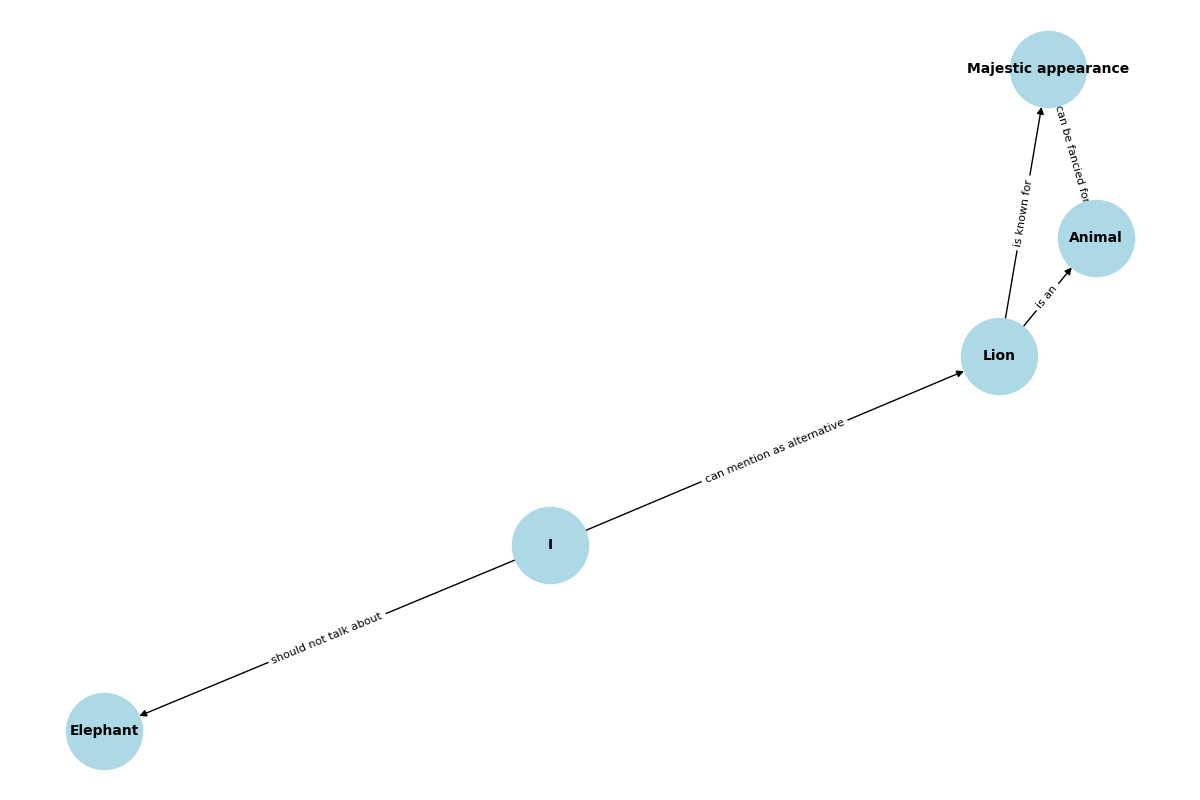 Majestic appearance
can be fancied for
is known for
Animal
is an
Lion
can mention as alternative
I
should not talk about
Elephant